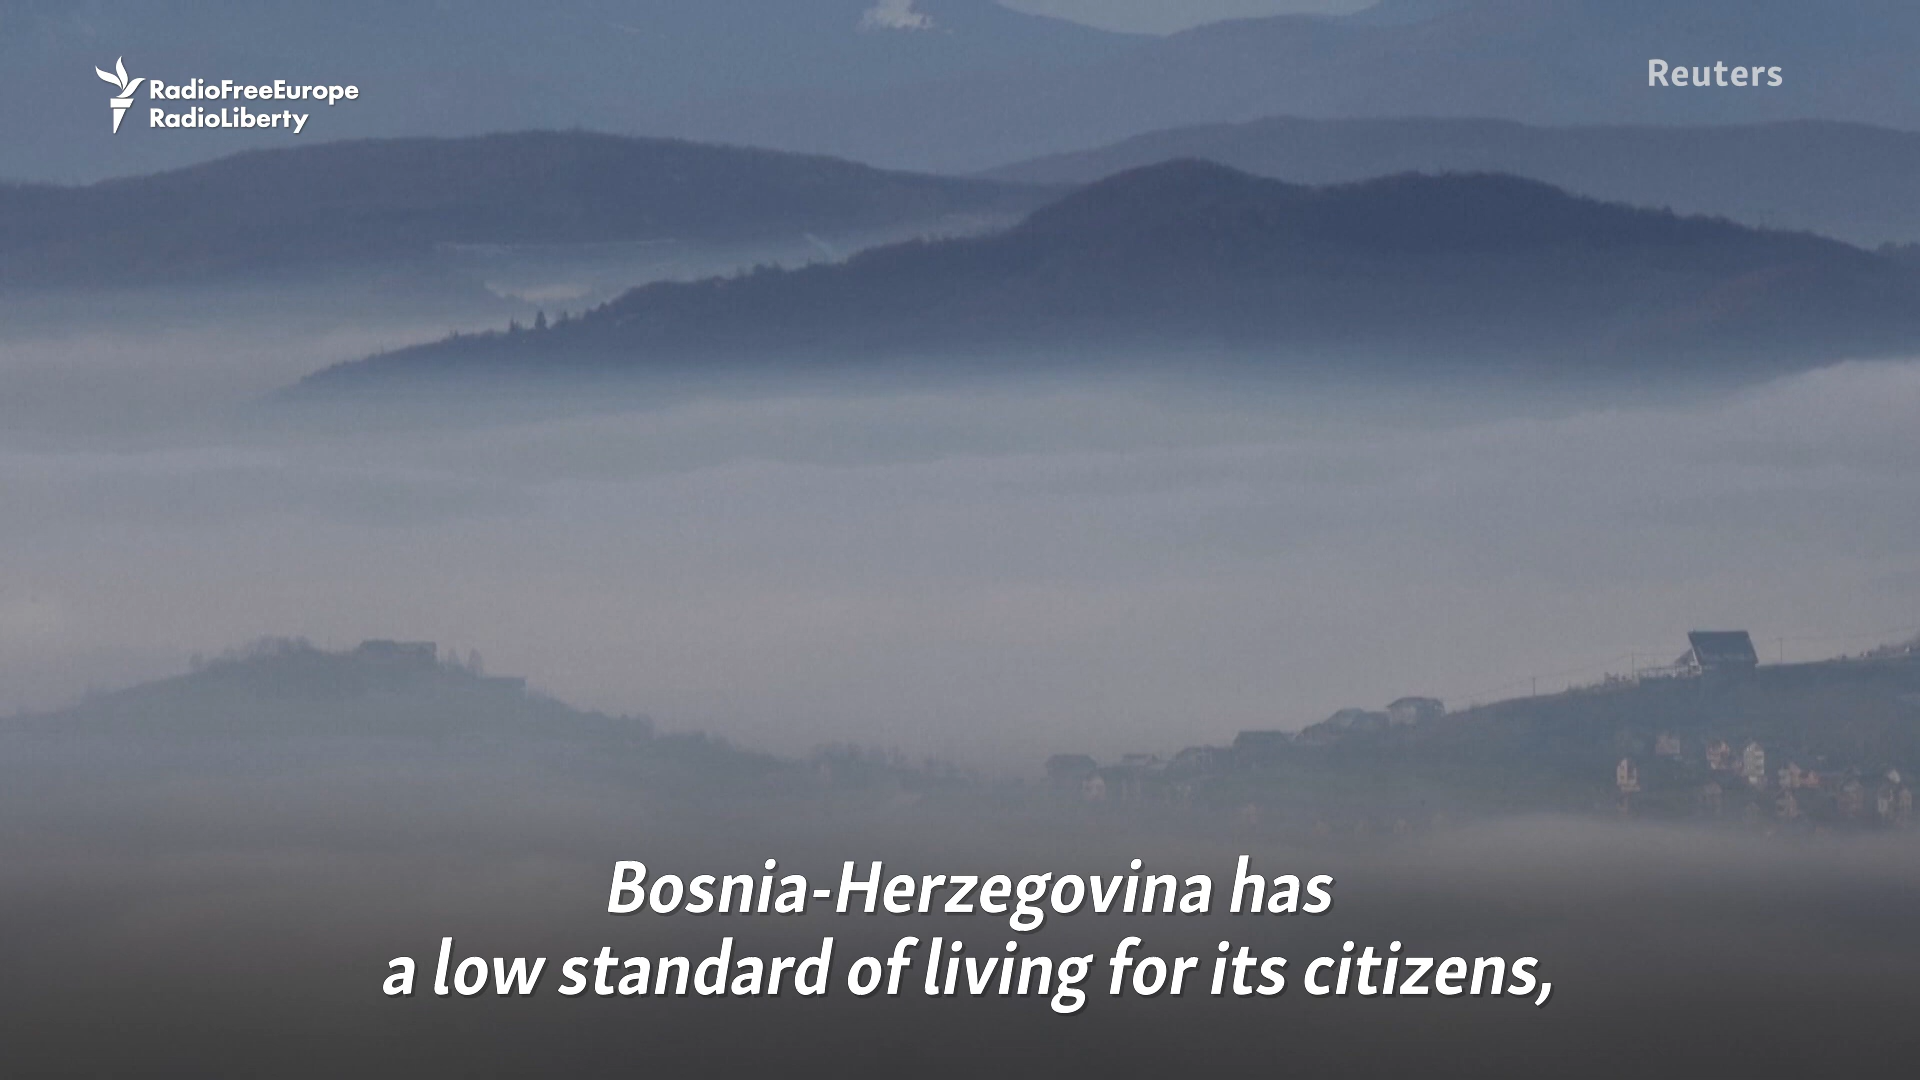 RadioFreeEurope
RadioLiberty
Reuters
Bosnia-Herzegovina has
a low standard of living for its citizens,